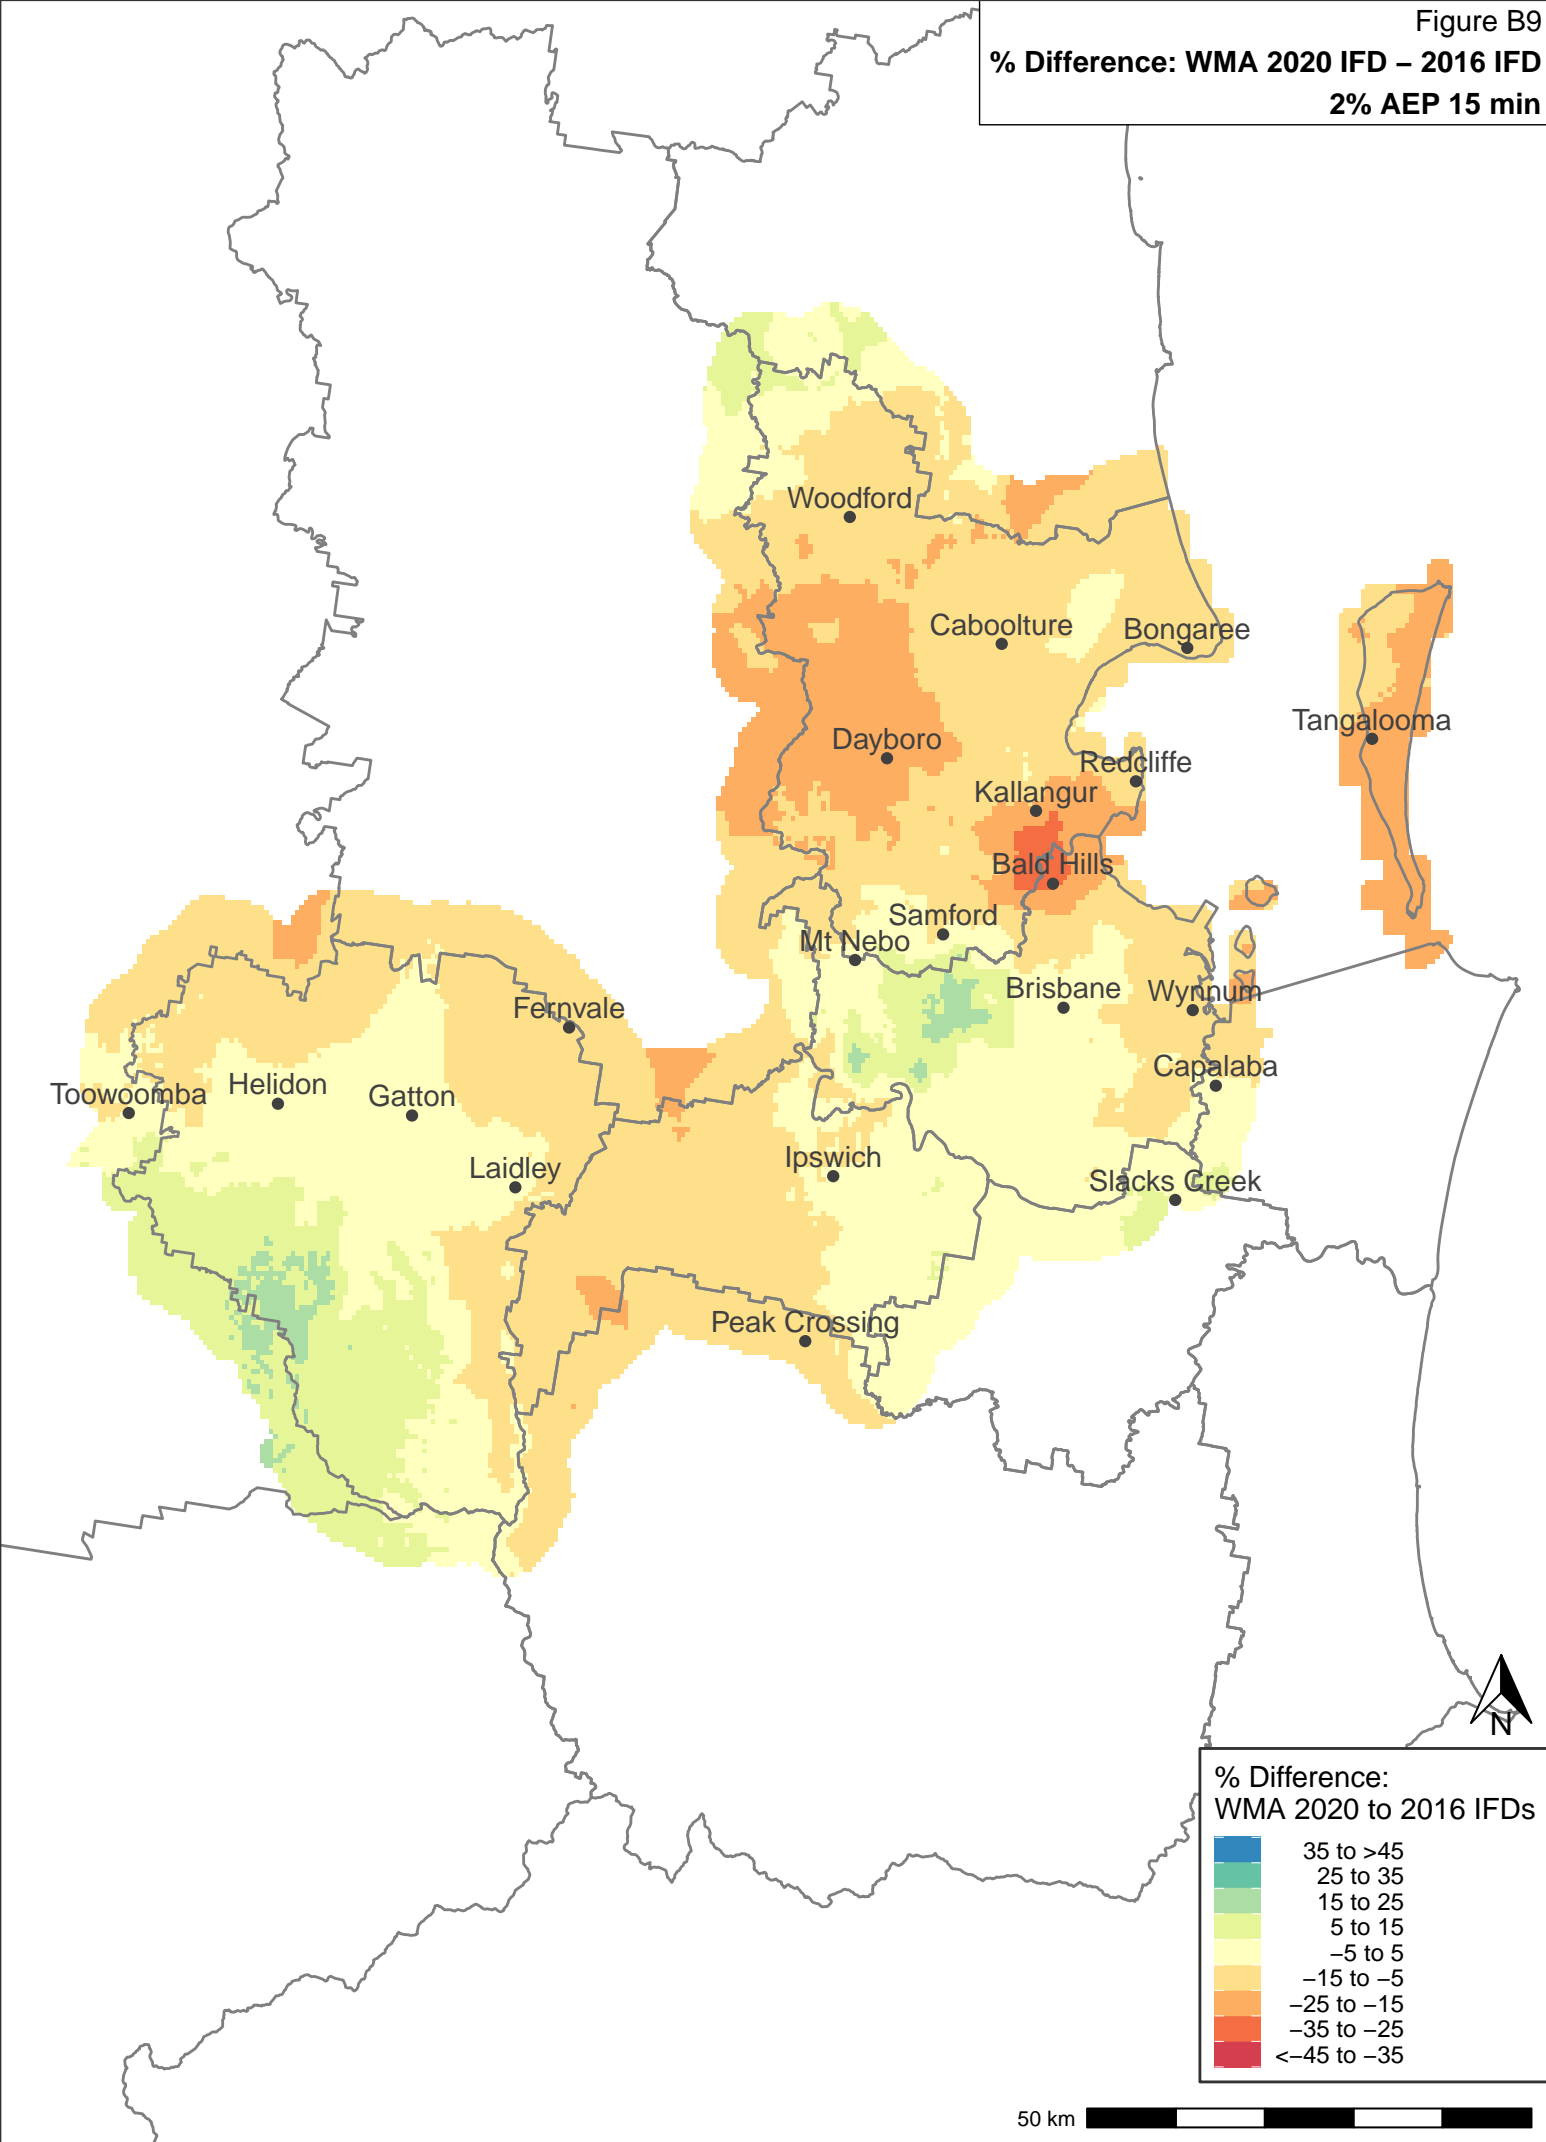 Figure B9
% Difference: WMA 2020 IFD – 2016 IFD
2% AEP 15 min
Woodford
Caboolture
Bongaree
Tangalooma
Dayboro
Redcliffe
Kallangur
Bald Hills
Samford
Mt Nebo
Brisbane
Wynnum
Fernvale
Capalaba
Toowoomba
Helidon
Gatton
Ipswich
Laidley
Slacks Creek
Peak Crossing
N
% Difference:
WMA 2020 to 2016 IFDs
35 to >45
25 to 35
15 to 25
5 to 15
−5 to 5
−15 to −5
−25 to −15
−35 to −25
<−45 to −35
50 km